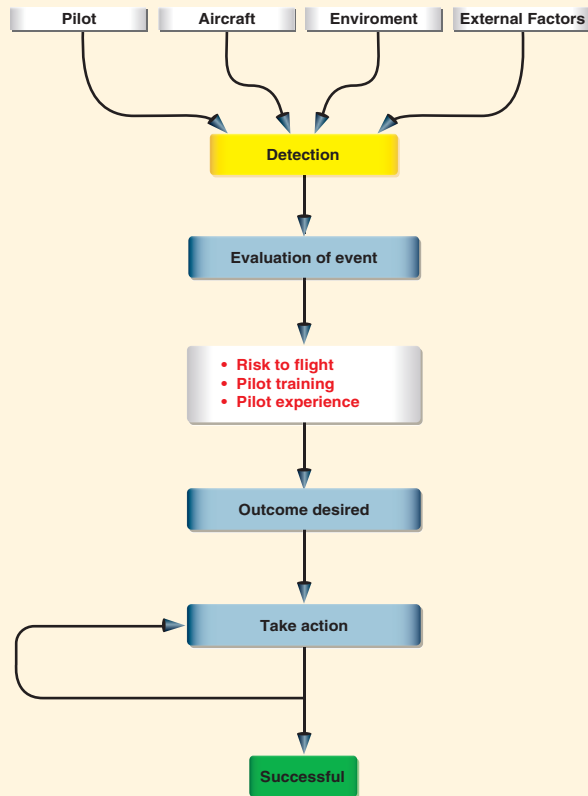 Pilot
Aircraft
Enviroment
External Factors
Detection
Evaluation of event
• Risk to flight
• Pilot training
• Pilot experience
Outcome desired
Take action
Successful